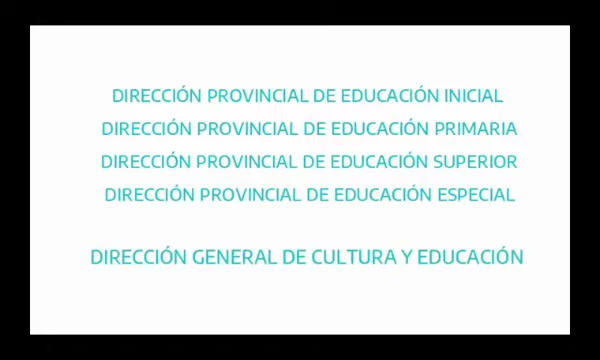 DIRECCIÓN PROVINCIAL DE EDUCACIÓN INICIAL
DIRECCIÓN PROVINCIAL DE EDUCACIÓN PRIMARIA
DIRECCIÓN PROVINCIAL DE EDUCACIÓN SUPERIOR
DIRECCIÓN PROVINCIAL DE EDUCACIÓN ESPECIAL
DIRECCIÓN GENERAL DE CULTURA Y EDUCACIÓN